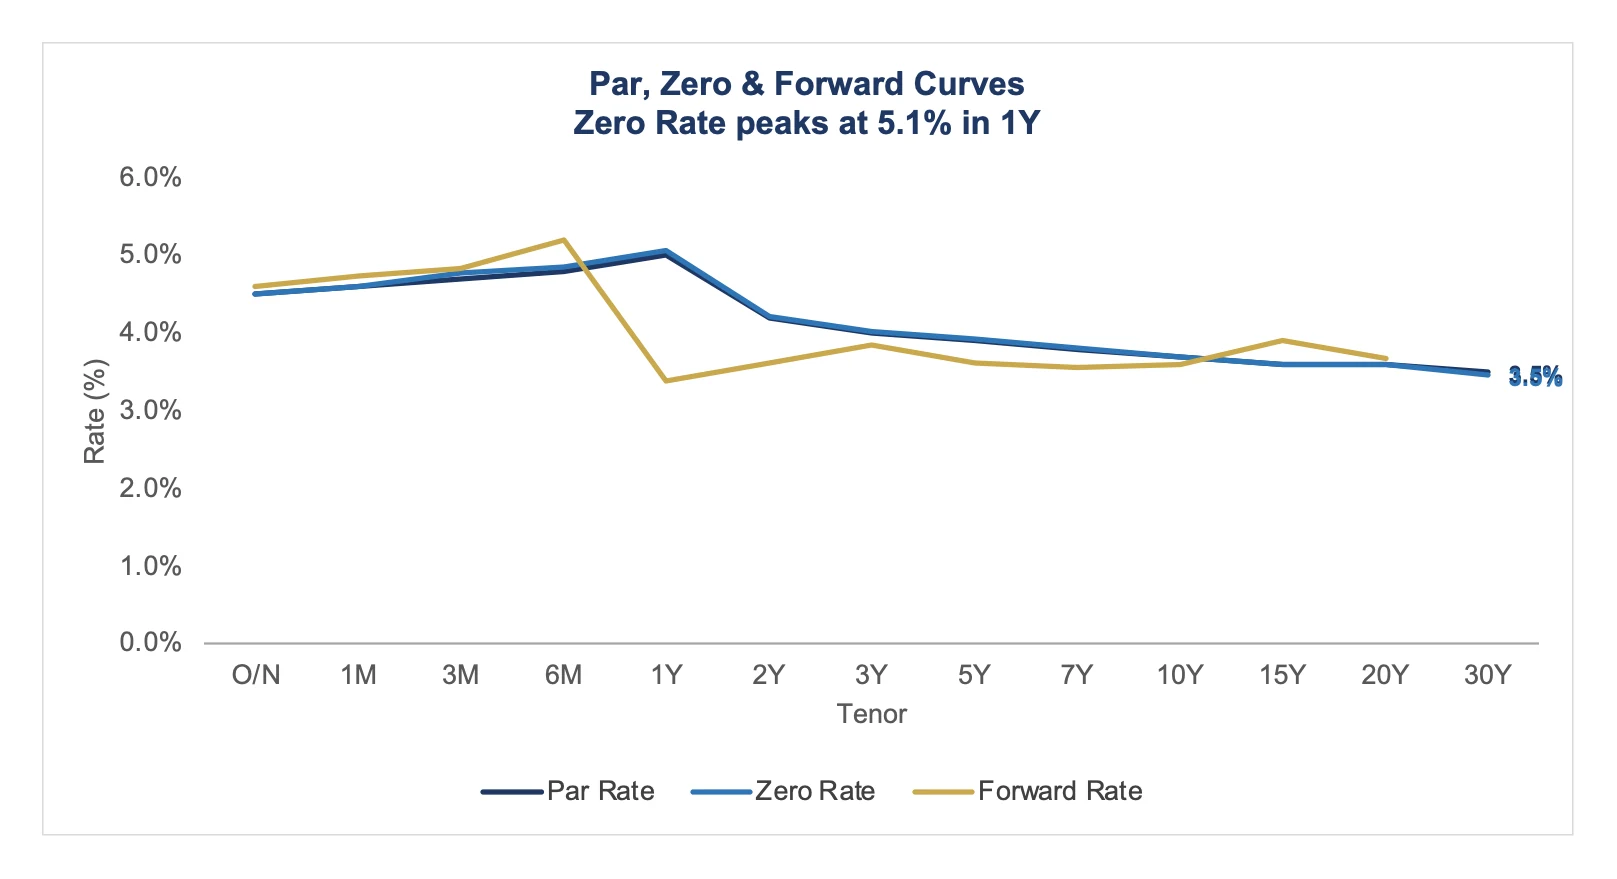 Par, Zero & Forward Curves
Zero Rate peaks at 5.1% in 1Y
6.0%
5.0%
4.0%
3.0%
2.0%
1.0%
0.0%
Rate (%)
3.5%
O/N 1M 3M 6M 1Y 2Y 3Y 5Y 7Y 10Y 15Y 20Y 30Y
Tenor
Par Rate Zero Rate Forward Rate